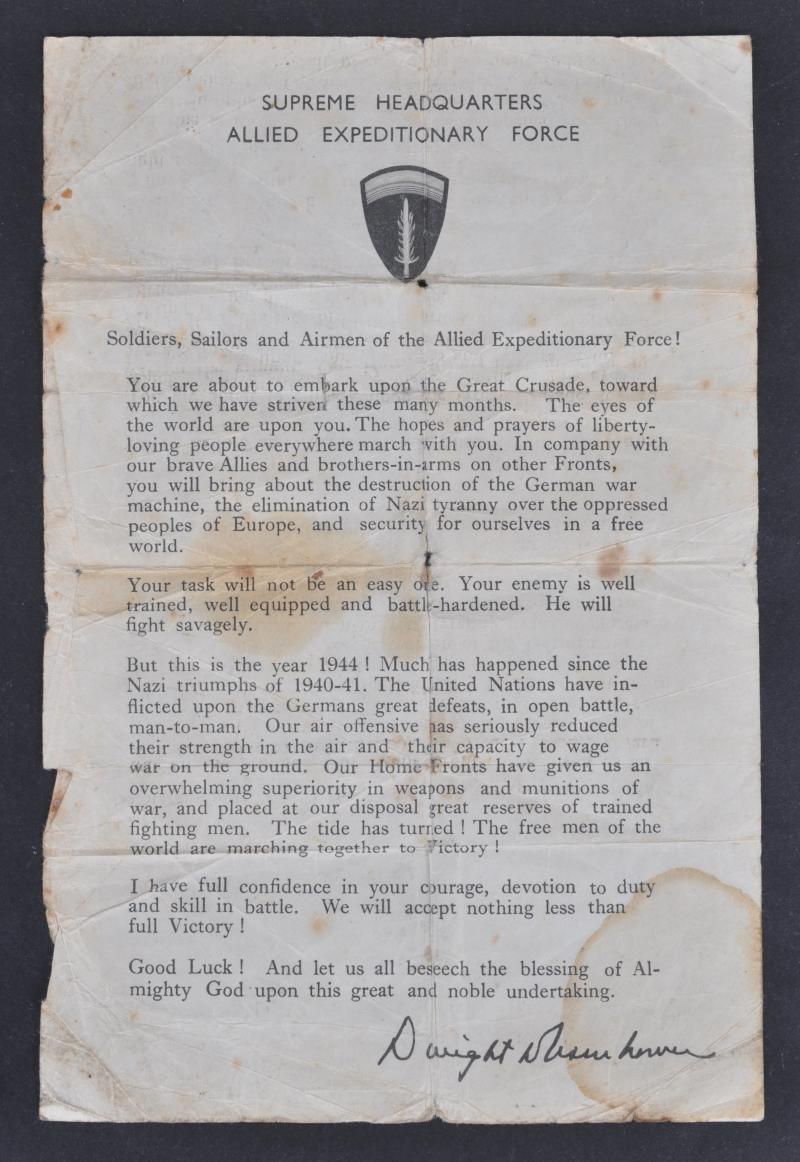 SUPREME HEADQUARTERS
ALLIED EXPEDITIONARY FORCE
Soldiers, Sailors and Airmen of the Allied Expeditionary Force!
You are about to embark upon the Great Crusade, toward
which we have striven these many months. The eyes of
the world are upon you. The hopes and prayers of liberty-
loving people everywhere march with you. In company with
our brave Allies and brothers-in-arms on other Fronts,
you will bring about the destruction of the German war
machine, the elimination of Nazi tyranny over the oppressed
peoples of Europe, and security for ourselves in a free
world.
Your task will not be an easy one. Your enemy is well
trained, well equipped and battle-hardened. He will
fight savagely.
But this is the year 1944 ! Much has happened since the
Nazi triumphs of 1940-41. The United Nations have in-
flicted upon the Germans great defeats, in open battle,
man-to-man. Our air offensive has seriously reduced
their strength in the air and their capacity to wage
war on the ground. Our Home Fronts have given us an
overwhelming superiority in weapons and munitions of
war, and placed at our disposal great reserves of trained
fighting men. The tide has turned ! The free men of the
world are marching together to Victory !
I have full confidence in your courage, devotion to duty
and skill in battle. We will accept nothing less than
full Victory !
Good Luck ! And let us all beseech the blessing of Al-
mighty God upon this great and noble undertaking.
Dwight D Eisenhower